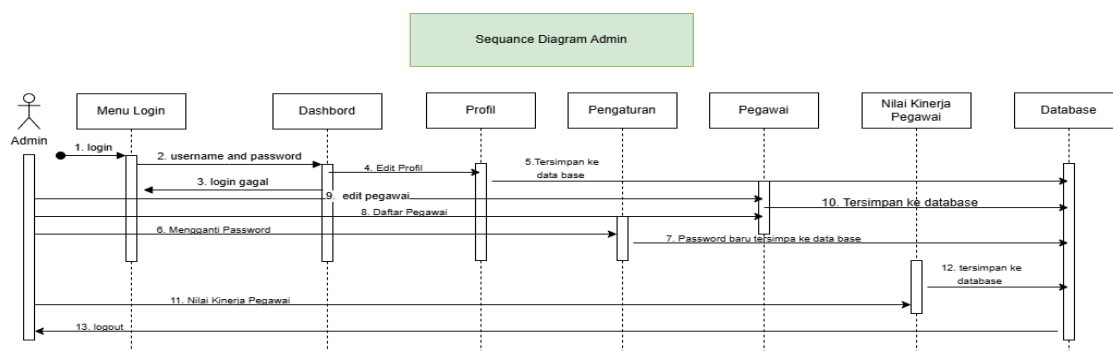 Sequance Diagram Admin
Admin
Menu Login
Dashbord
Profil
Pengaturan
Pegawai
Nilai Kinerja
Pegawai
Database
1. login
2. username and password
3. login gagal
4. Edit Profil
5.Tersimpan ke
data base
9. edit pegawai
10. Tersimpan ke database
8. Daftar Pegawai
6. Mengganti Password
7. Password baru tersimpa ke data base
12. tersimpan ke
database
11. Nilai Kinerja Pegawai
13. logout